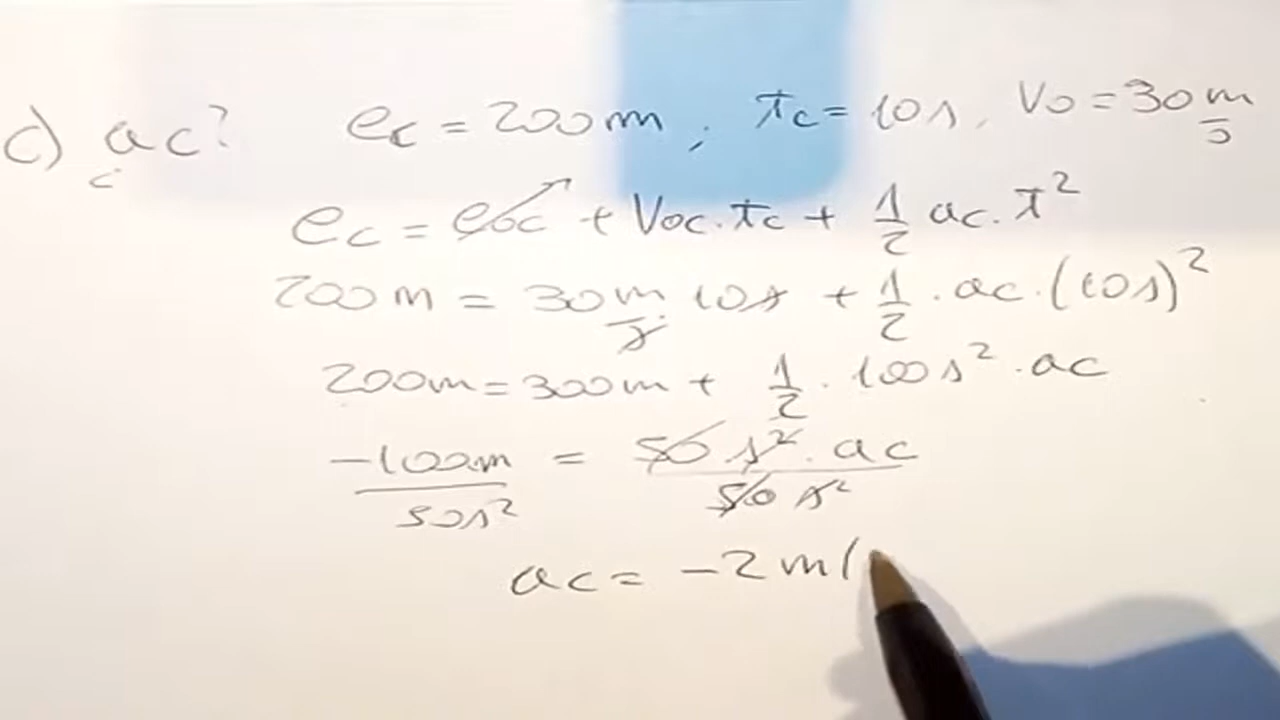 c) ac? ec = 200m, tc = 10s, Vo = 30 m/s
ec = eoc + Voc.tc + 1/2 ac.t²
200m = 30 m/s 10s + 1/2 . ac.(10s)²
200m = 300m + 1/2 . 100s² . ac
-100m/50s² = 50 s² . ac/50 s²
ac = -2 m/